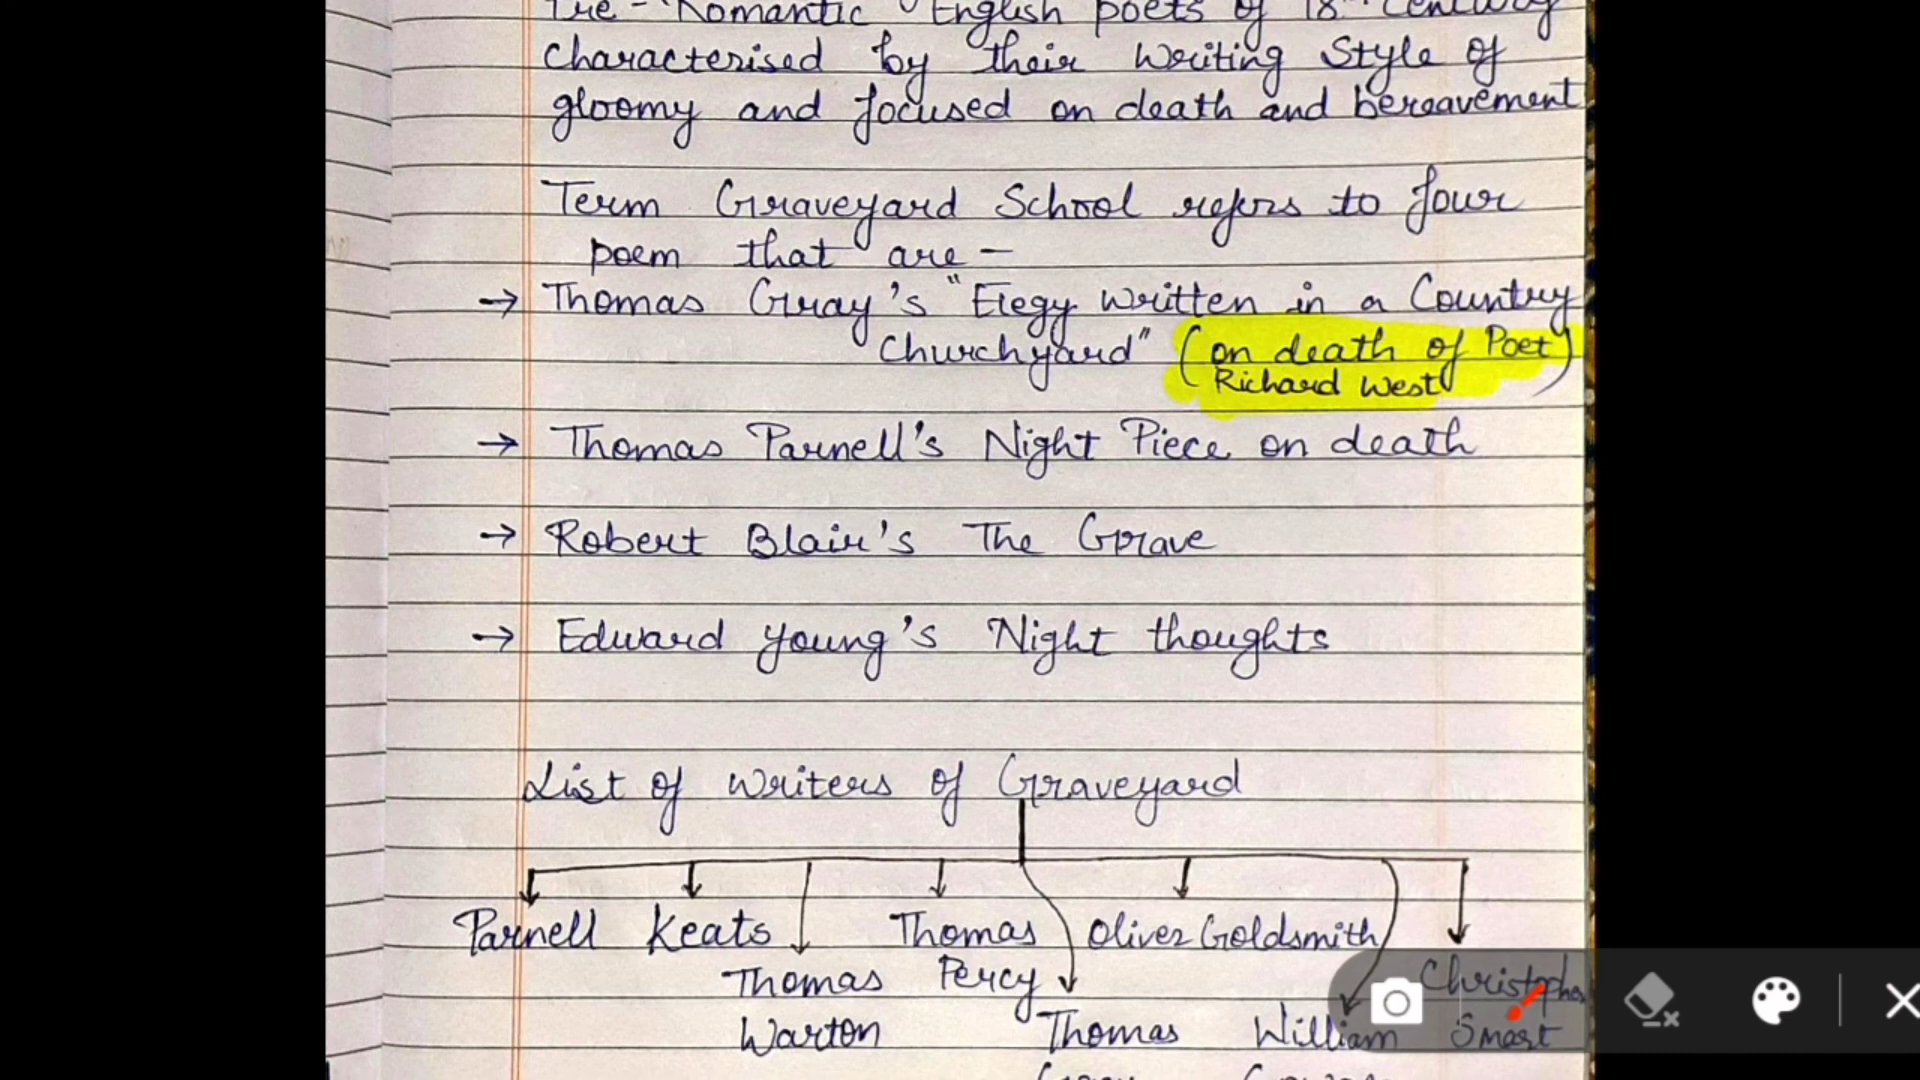 Pre-Romantic English poets of 18th Century
characterised by their writing style of
gloomy and focused on death and bereavement
Term Graveyard School refers to four
poem that are -
→ Thomas Gray's "Elegy written in a Country
Churchyard" (on death of Poet
Richard West)
→ Thomas Parnell's Night Piece on death
→ Robert Blair's The Grave
→ Edward Young's Night thoughts
List of writers of Graveyard
Parnell Keats Thomas Oliver Goldsmith
Thomas Percy Christopher
Warton Thomas William Smart